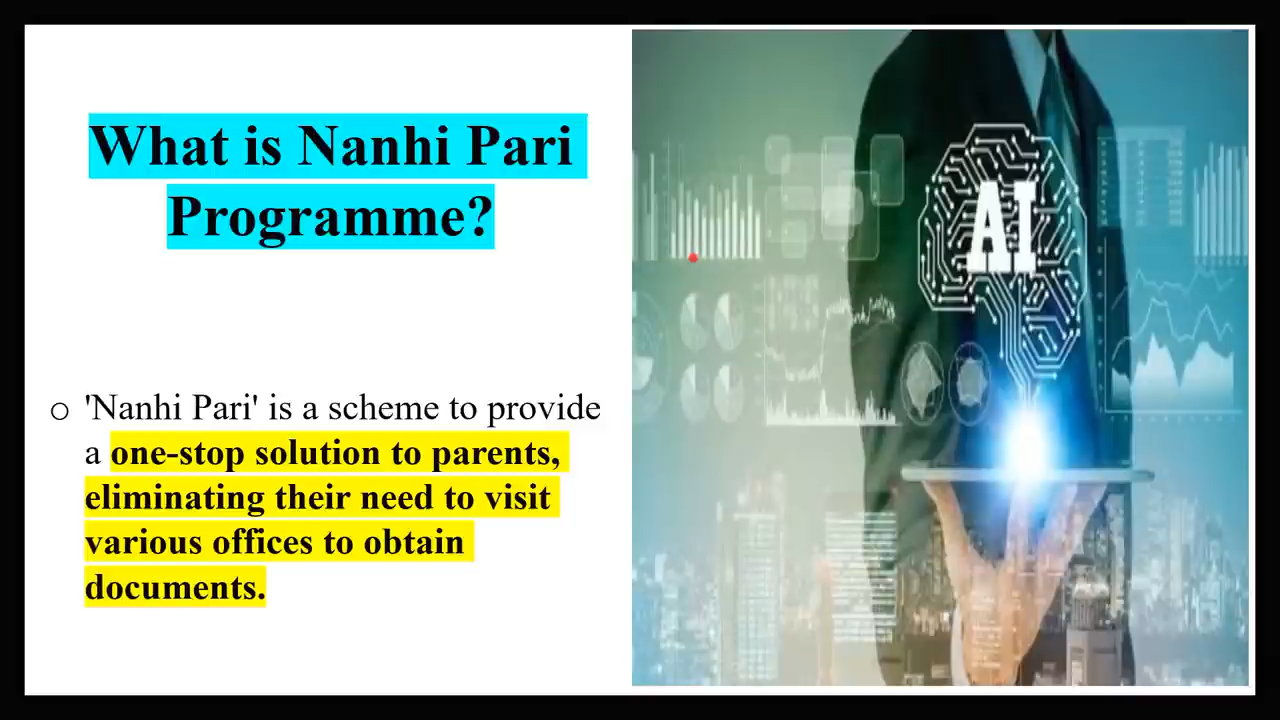 What is Nanhi Pari
Programme?
'Nanhi Pari' is a scheme to provide
a one-stop solution to parents,
eliminating their need to visit
various offices to obtain
documents.
AI